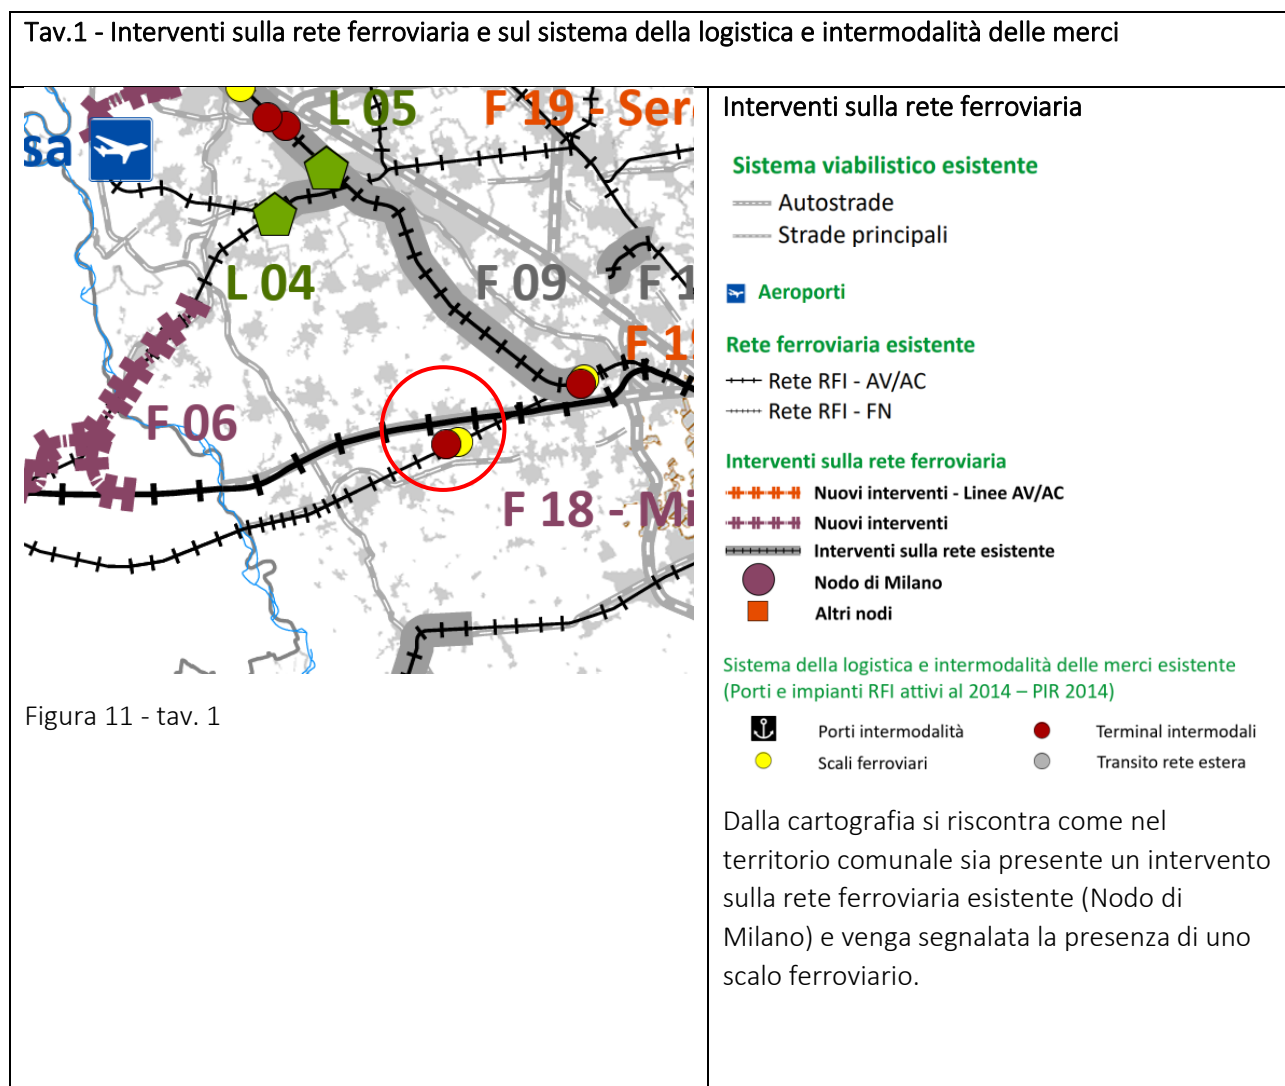 Tav.1 - Interventi sulla rete ferroviaria e sul sistema della logistica e intermodalità delle merci
L 05
F 19 - Ser
sa
L 04
F 09
F 1
F 19
F 06
F 18 - Mi
Figura 11 - tav. 1
Interventi sulla rete ferroviaria
Sistema viabilistico esistente
Autostrade
Strade principali
Aeroporti
Rete ferroviaria esistente
Rete RFI - AV/AC
Rete RFI - FN
Interventi sulla rete ferroviaria
Nuovi interventi - Linee AV/AC
Nuovi interventi
Interventi sulla rete esistente
Nodo di Milano
Altri nodi
Sistema della logistica e intermodalità delle merci esistente
(Porti e impianti RFI attivi al 2014 – PIR 2014)
Porti intermodalità
Terminal intermodali
Scali ferroviari
Transito rete estera
Dalla cartografia si riscontra come nel
territorio comunale sia presente un intervento
sulla rete ferroviaria esistente (Nodo di
Milano) e venga segnalata la presenza di uno
scalo ferroviario.